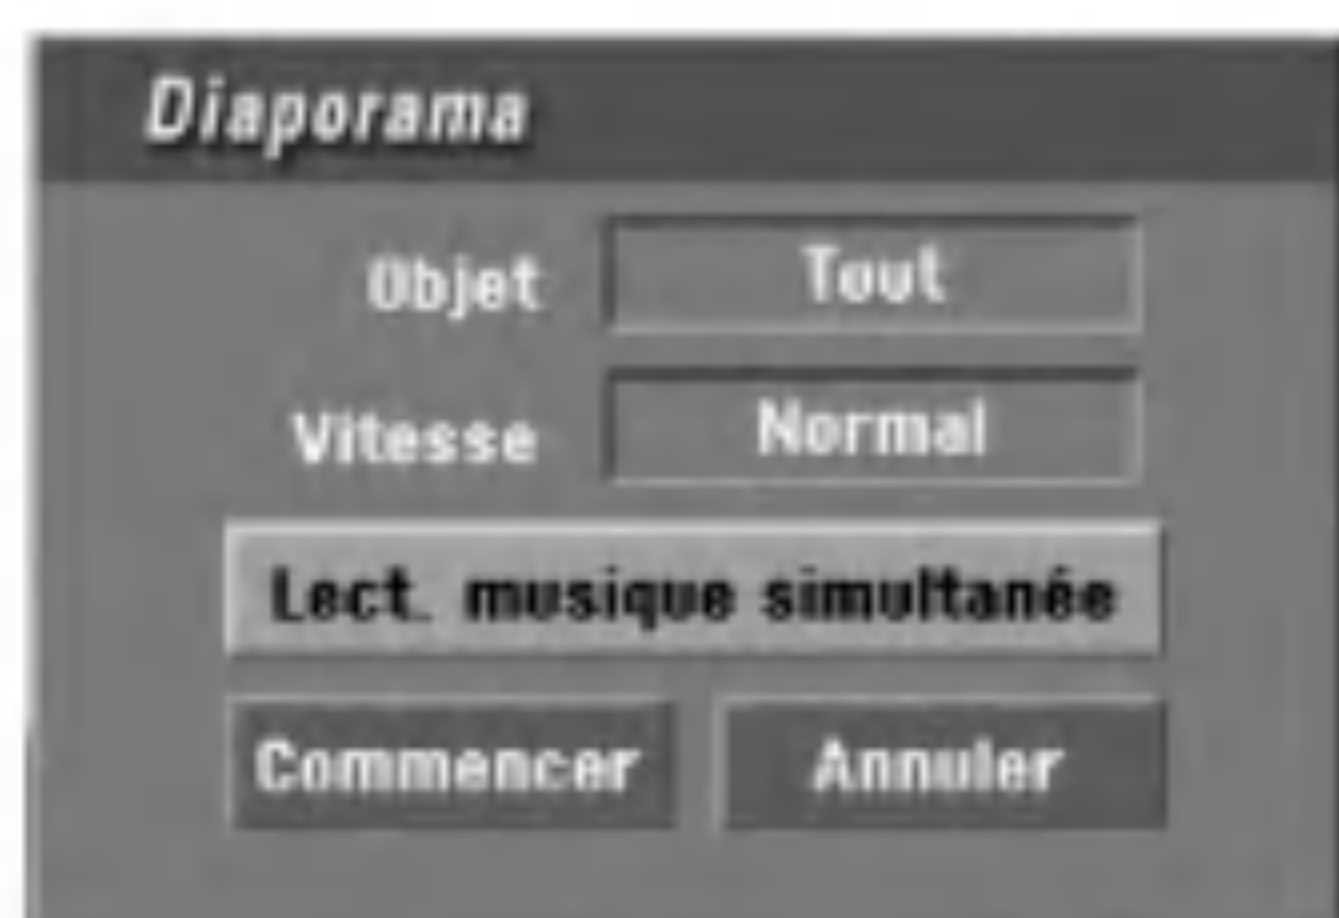 Diaporama
Objet Tout
Vitesse Normal
Lect. musique simultanée
Commencer Annuler